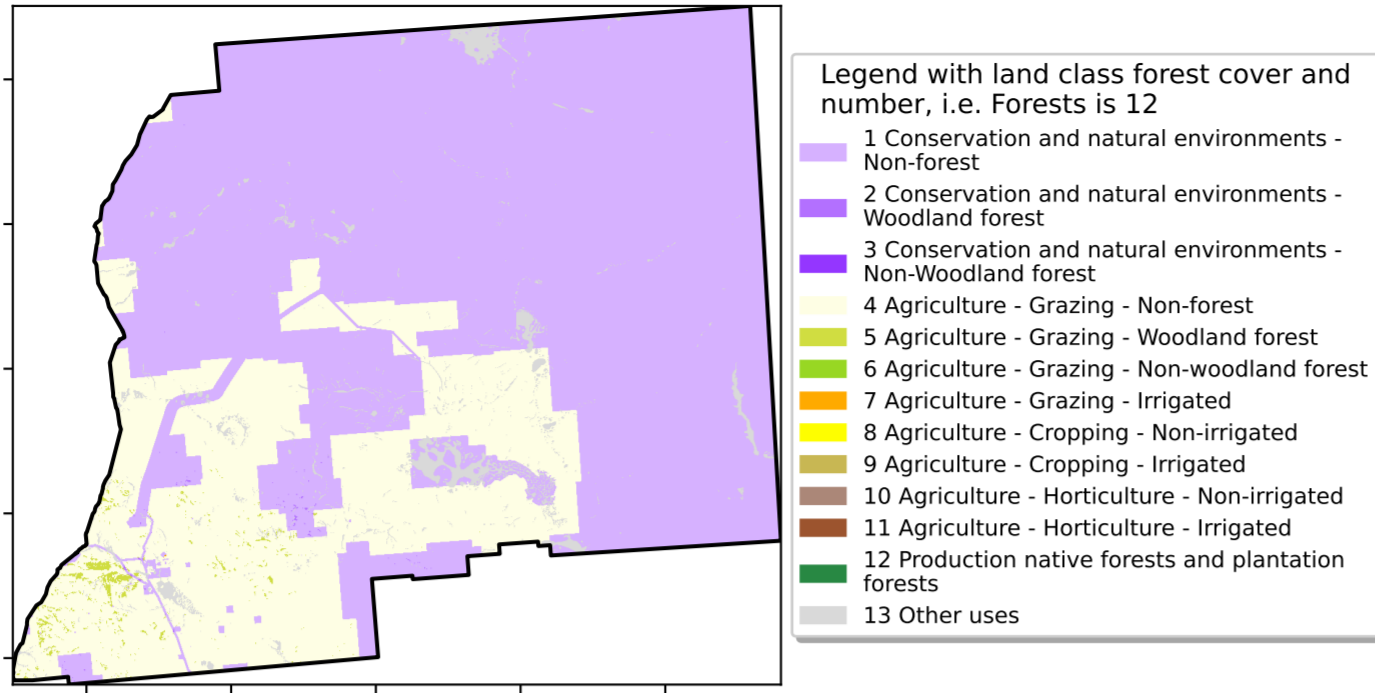 Legend with land class forest cover and
number, i.e. Forests is 12
1 Conservation and natural environments -
Non-forest
2 Conservation and natural environments -
Woodland forest
3 Conservation and natural environments -
Non-Woodland forest
4 Agriculture - Grazing - Non-forest
5 Agriculture - Grazing - Woodland forest
6 Agriculture - Grazing - Non-woodland forest
7 Agriculture - Grazing - Irrigated
8 Agriculture - Cropping - Non-irrigated
9 Agriculture - Cropping - Irrigated
10 Agriculture - Horticulture - Non-irrigated
11 Agriculture - Horticulture - Irrigated
12 Production native forests and plantation
forests
13 Other uses